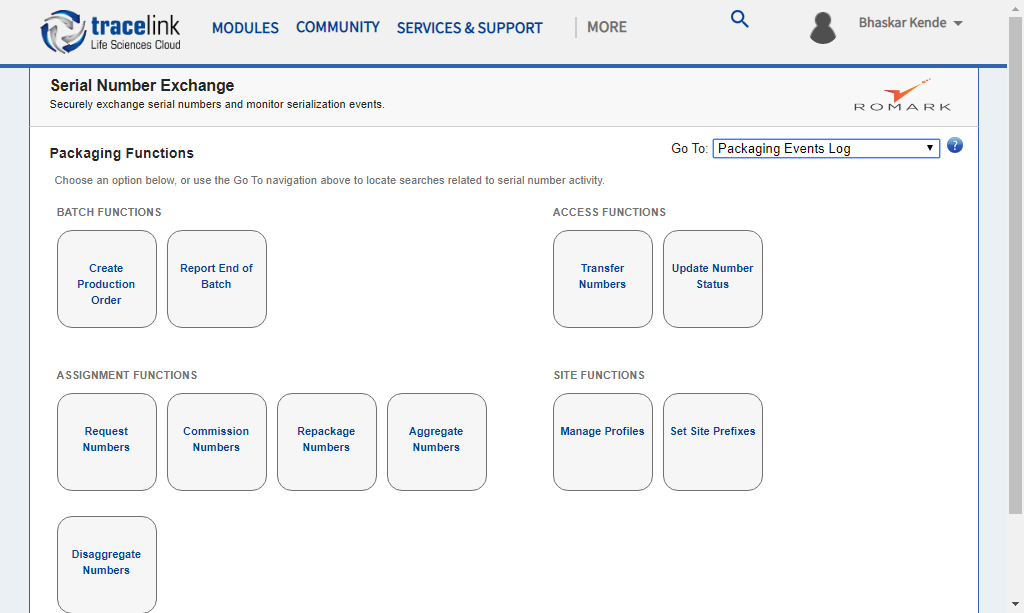 tracelink
Life Sciences Cloud
MODULES COMMUNITY SERVICES & SUPPORT MORE
Bhaskar Kende
Serial Number Exchange
Securely exchange serial numbers and monitor serialization events.
ROMARK
Packaging Functions
Go To: Packaging Events Log ?
Choose an option below, or use the Go To navigation above to locate searches related to serial number activity.
BATCH FUNCTIONS
Create
Production
Order
Report End of
Batch
ACCESS FUNCTIONS
Transfer
Numbers
Update Number
Status
ASSIGNMENT FUNCTIONS
Request
Numbers
Commission
Numbers
Repackage
Numbers
Aggregate
Numbers
SITE FUNCTIONS
Manage Profiles
Set Site Prefixes
Disaggregate
Numbers